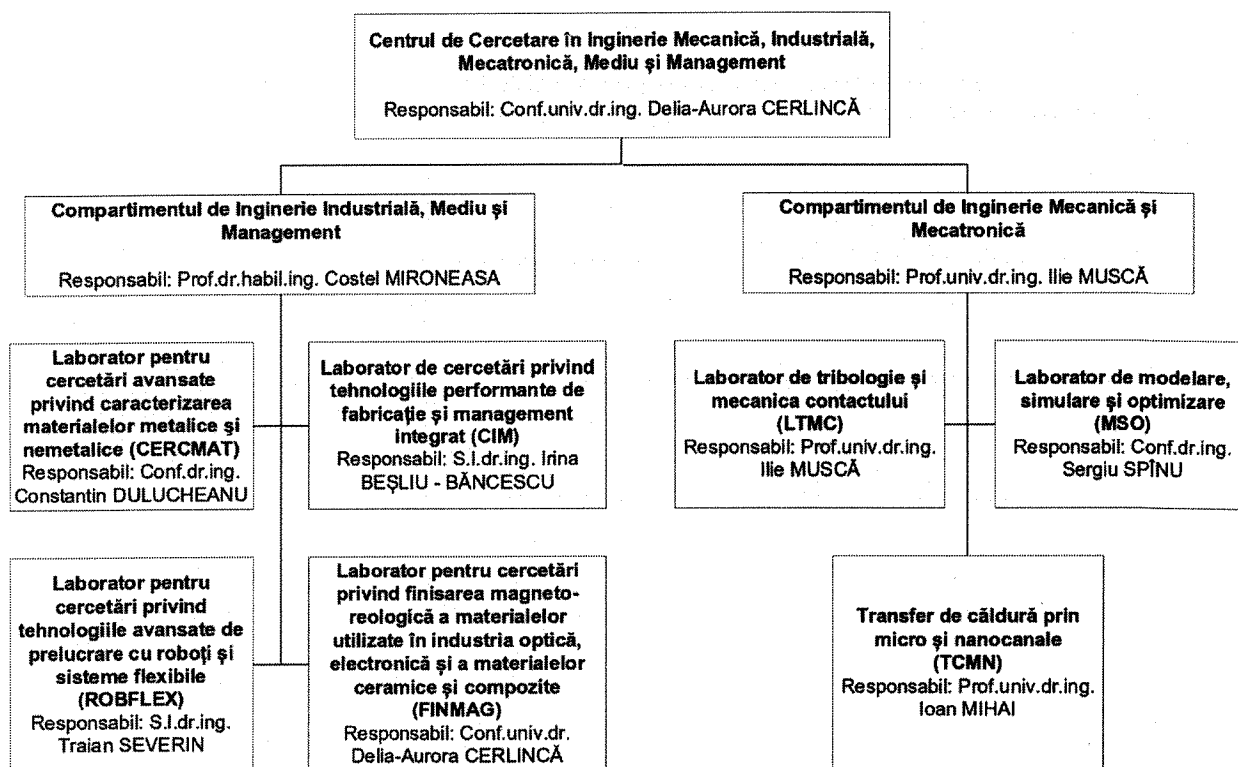 Centrul de Cercetare în Inginerie Mecanică, Industrială,
Mecatronică, Mediu și Management
Responsabil: Conf.univ.dr.ing. Delia-Aurora CERLINCĂ
Compartimentul de Inginerie Industrială, Mediu și
Management
Responsabil: Prof.dr.habil.ing. Costel MIRONEASA
Compartimentul de Inginerie Mecanică și
Mecatronică
Responsabil: Prof.univ.dr.ing. Ilie MUSCĂ
Laborator pentru
cercetări avansate
privind caracterizarea
materialelor metalice și
nemetalice (CERCMAT)
Responsabil: Conf.dr.ing.
Constantin DULUCHEANU
Laborator de cercetări privind
tehnologiile performante de
fabricație și management
integrat (CIM)
Responsabil: S.l.dr.ing. Irina
BEȘLIU - BĂNCESCU
Laborator de tribologie și
mecanica contactului
(LTMC)
Responsabil: Prof.univ.dr.ing.
Ilie MUSCĂ
Laborator de modelare,
simulare și optimizare
(MSO)
Responsabil: Conf.dr.ing.
Sergiu SPÎNU
Laborator pentru
cercetări privind
tehnologiile avansate de
prelucrare cu roboți și
sisteme flexibile
(ROBFLEX)
Responsabil: S.l.dr.ing.
Traian SEVERIN
Laborator pentru cercetări
privind finisarea magneto-
reologică a materialelor
utilizate în industria optică,
electronică și a materialelor
ceramice și compozite
(FINMAG)
Responsabil: Conf.univ.dr.
Delia-Aurora CERLINCĂ
Transfer de căldură prin
micro și nanocanale
(TCMN)
Responsabil: Prof.univ.dr.ing.
Ioan MIHAI